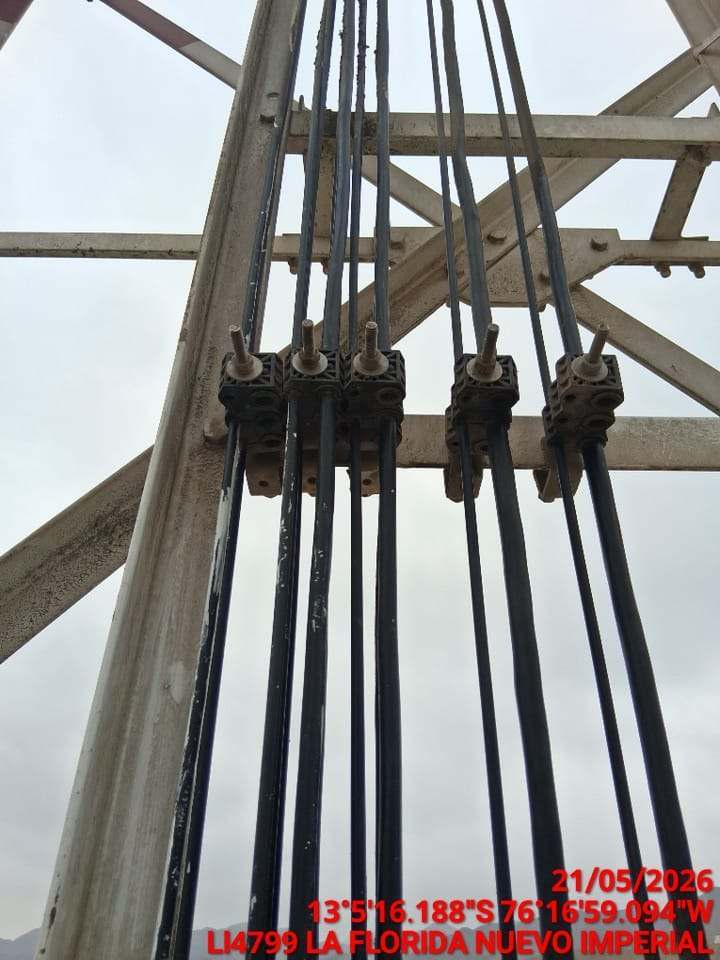 21/05/2026
13°5'16.188"S 76°16'59.094"W
LI4799 LA FLORIDA NUEVO IMPERIAL